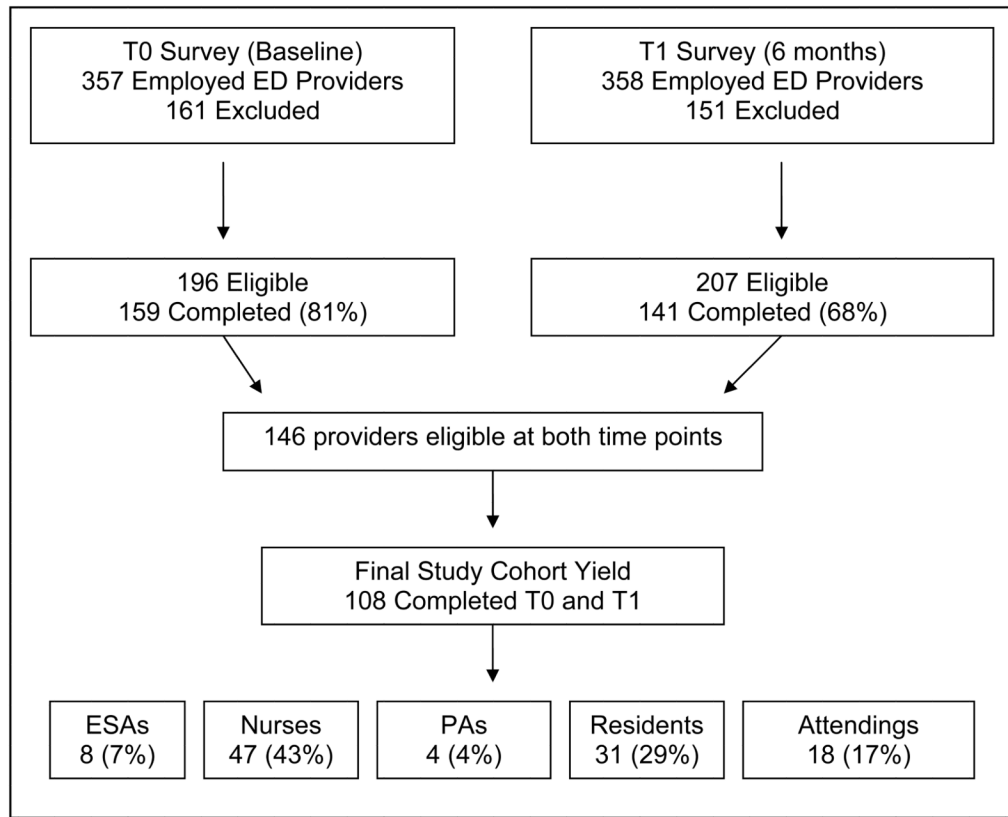 T0 Survey (Baseline)
357 Employed ED Providers
161 Excluded
T1 Survey (6 months)
358 Employed ED Providers
151 Excluded
196 Eligible
159 Completed (81%)
207 Eligible
141 Completed (68%)
146 providers eligible at both time points
Final Study Cohort Yield
108 Completed T0 and T1
ESAs
8 (7%)
Nurses
47 (43%)
PAs
4 (4%)
Residents
31 (29%)
Attendings
18 (17%)